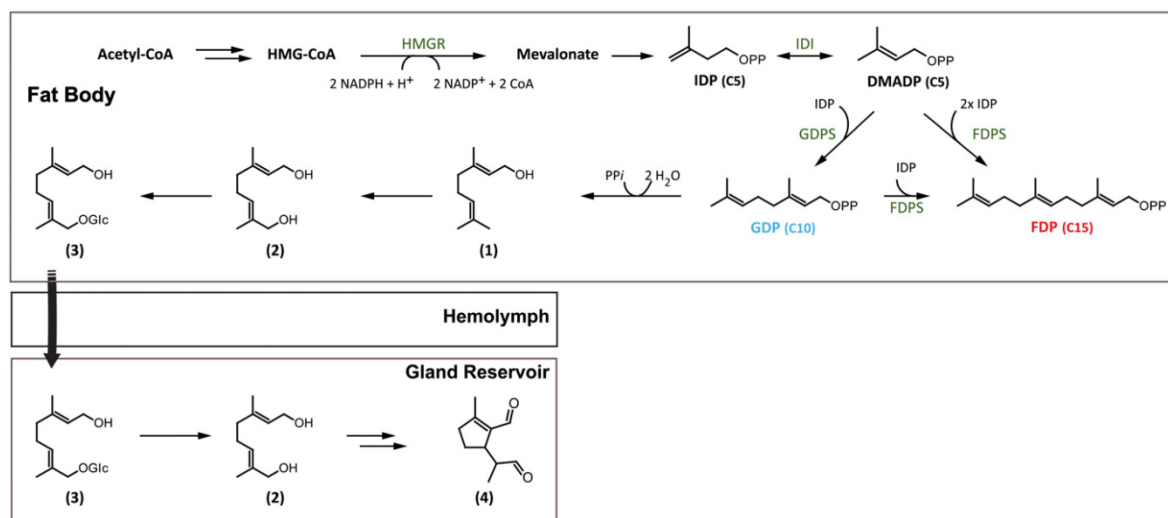 Acetyl-CoA HMG-CoA HMGR Mevalonate OPP IDI OPP
2 NADPH + H⁺ 2 NADP⁺ + 2 CoA IDP (C5) DMADP (C5)
Fat Body
IDP 2x IDP
GDPS FDPS
OH OH OH PPi 2 H₂O IDP
OGlc OH OPP FDPS OPP
(3) (2) (1) GDP (C10) FDP (C15)
Hemolymph
Gland Reservoir
OH OH O
OGlc OH O
(3) (2) (4)